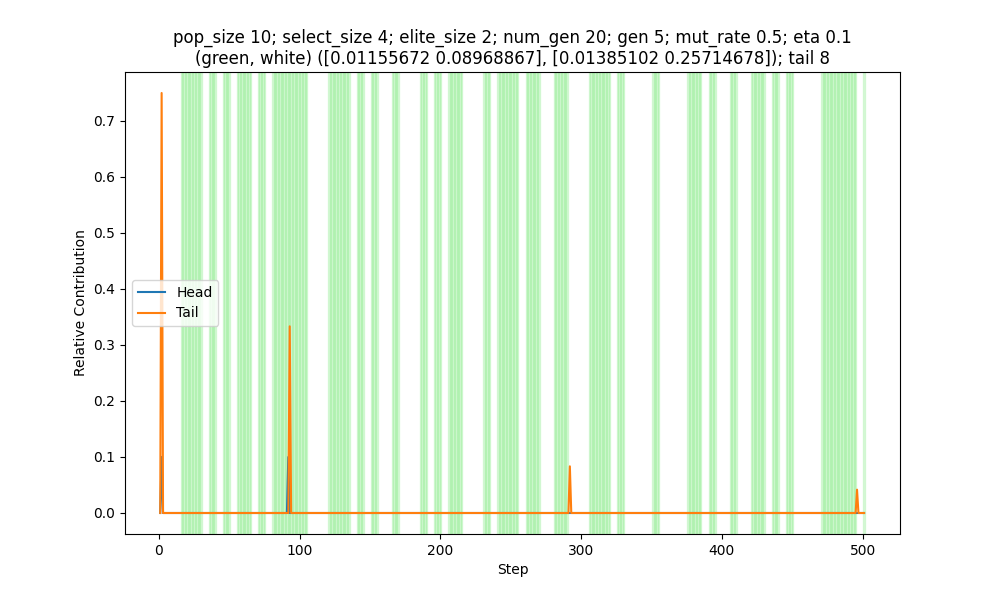 pop_size 10; select_size 4; elite_size 2; num_gen 20; gen 5; mut_rate 0.5; eta 0.1
(green, white) ([0.01155672 0.08968867], [0.01385102 0.25714678]); tail 8
0.7
0.6
0.5
0.4
0.3
0.2
0.1
0.0
Relative Contribution
Head
Tail
0
100
200
300
400
500
Step